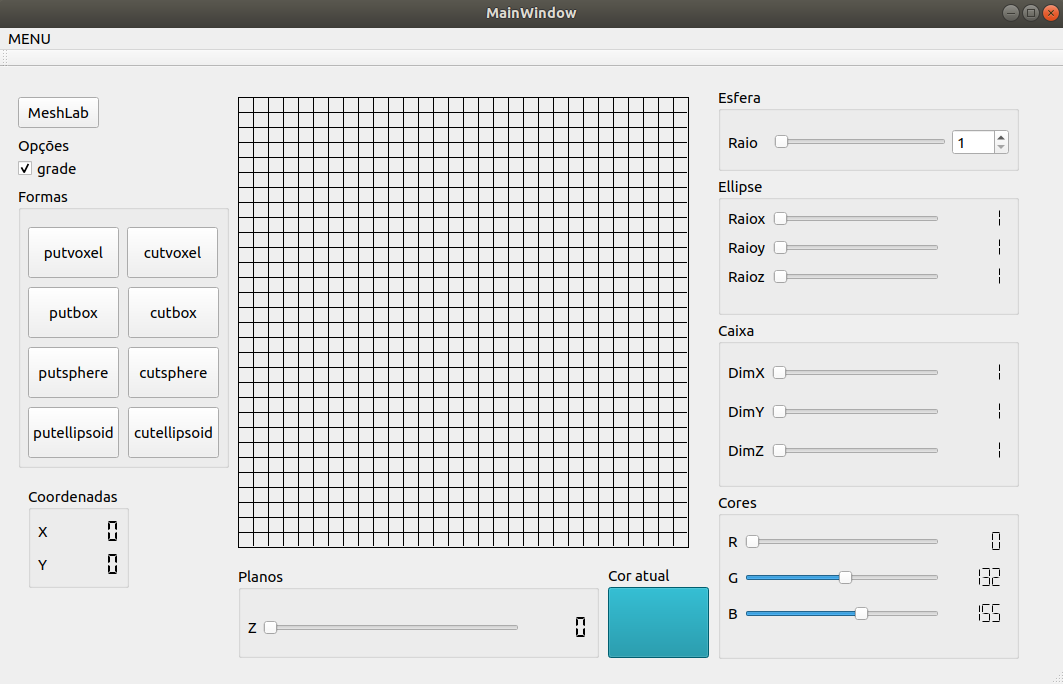 MainWindow
MENU
MeshLab
Opções
grade
Formas
putvoxel cutvoxel
putbox cutbox
putsphere cutsphere
putellipsoid cutellipsoid
Coordenadas
X 0
Y 0
Planos
Z 0
Cor atual
Esfera
Raio 1
Ellipse
Raiox 1
Raioy 1
Raioz 1
Caixa
DimX 1
DimY 1
DimZ 1
Cores
R 0
G 132
B 155